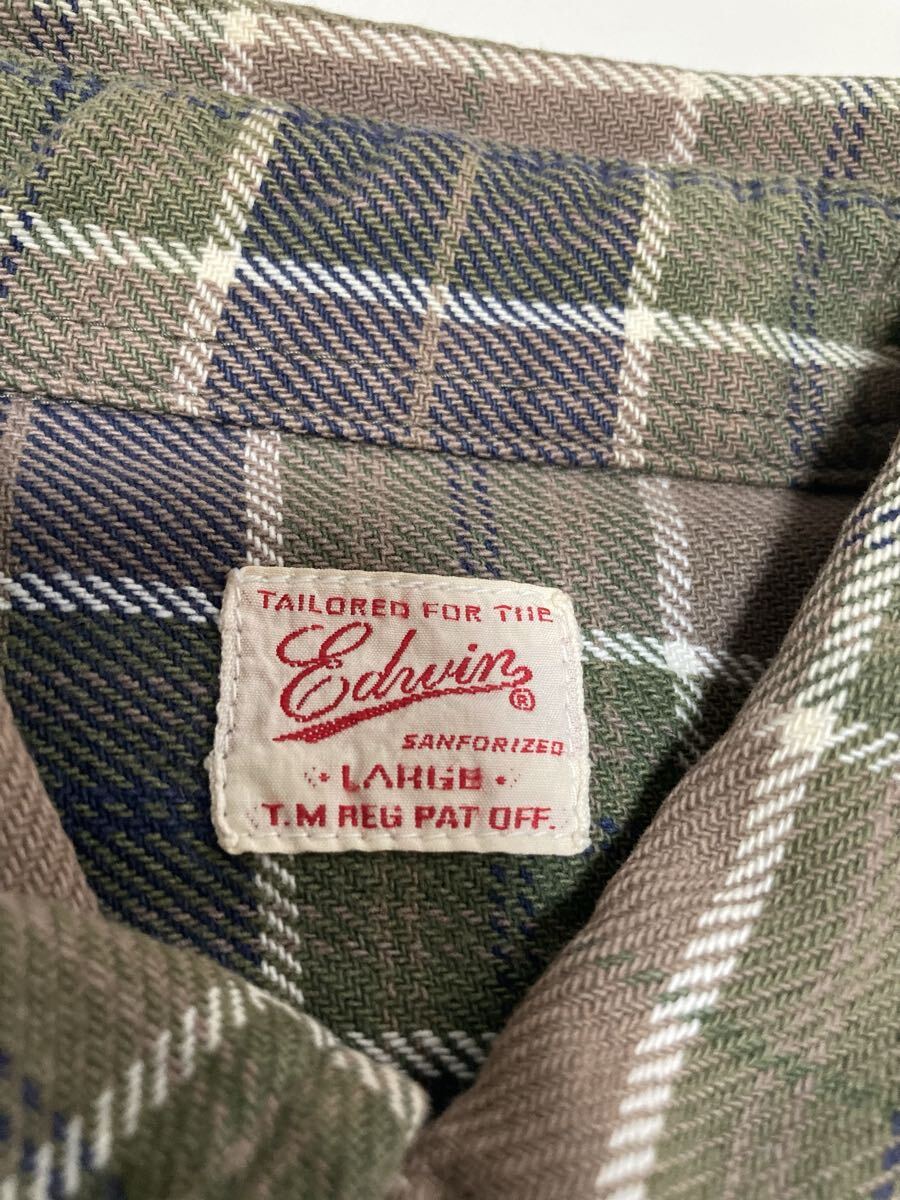 TAILORED FOR THE
Edwin ®
SANFORIZED
• LARGE •
T.M REG PAT OFF.